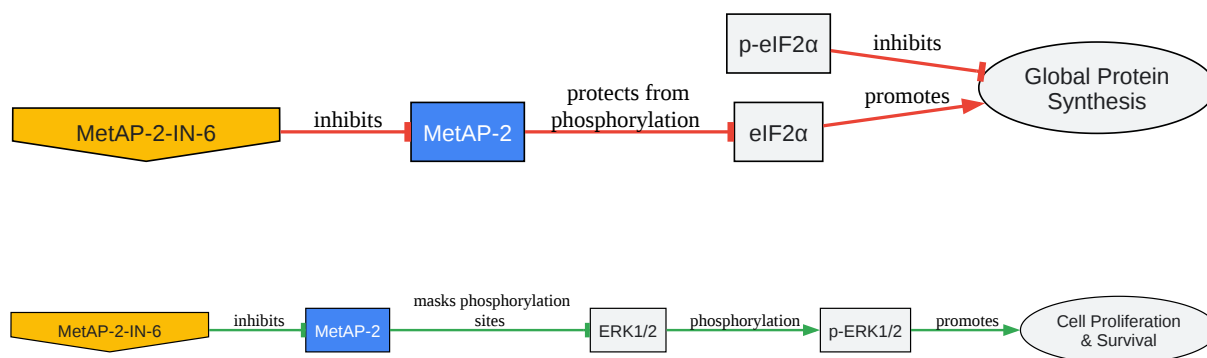 p-eIF2α
inhibits
Global Protein
Synthesis
MetAP-2-IN-6
inhibits
MetAP-2
protects from
phosphorylation
eIF2α
promotes
MetAP-2-IN-6
inhibits
MetAP-2
masks phosphorylation
sites
ERK1/2
phosphorylation
p-ERK1/2
promotes
Cell Proliferation
& Survival